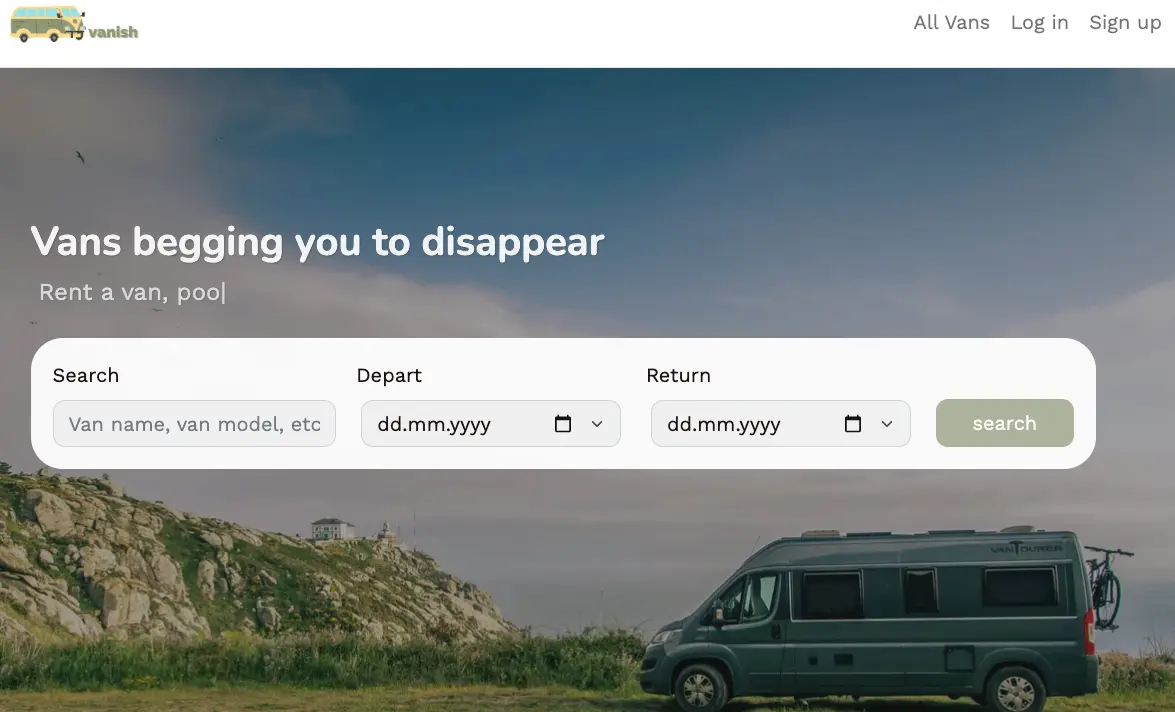 vanish
All Vans Log in Sign up
Vans begging you to disappear
Rent a van, poo|
Search Depart Return
Van name, van model, etc dd.mm.yyyy dd.mm.yyyy search
VANTOURER